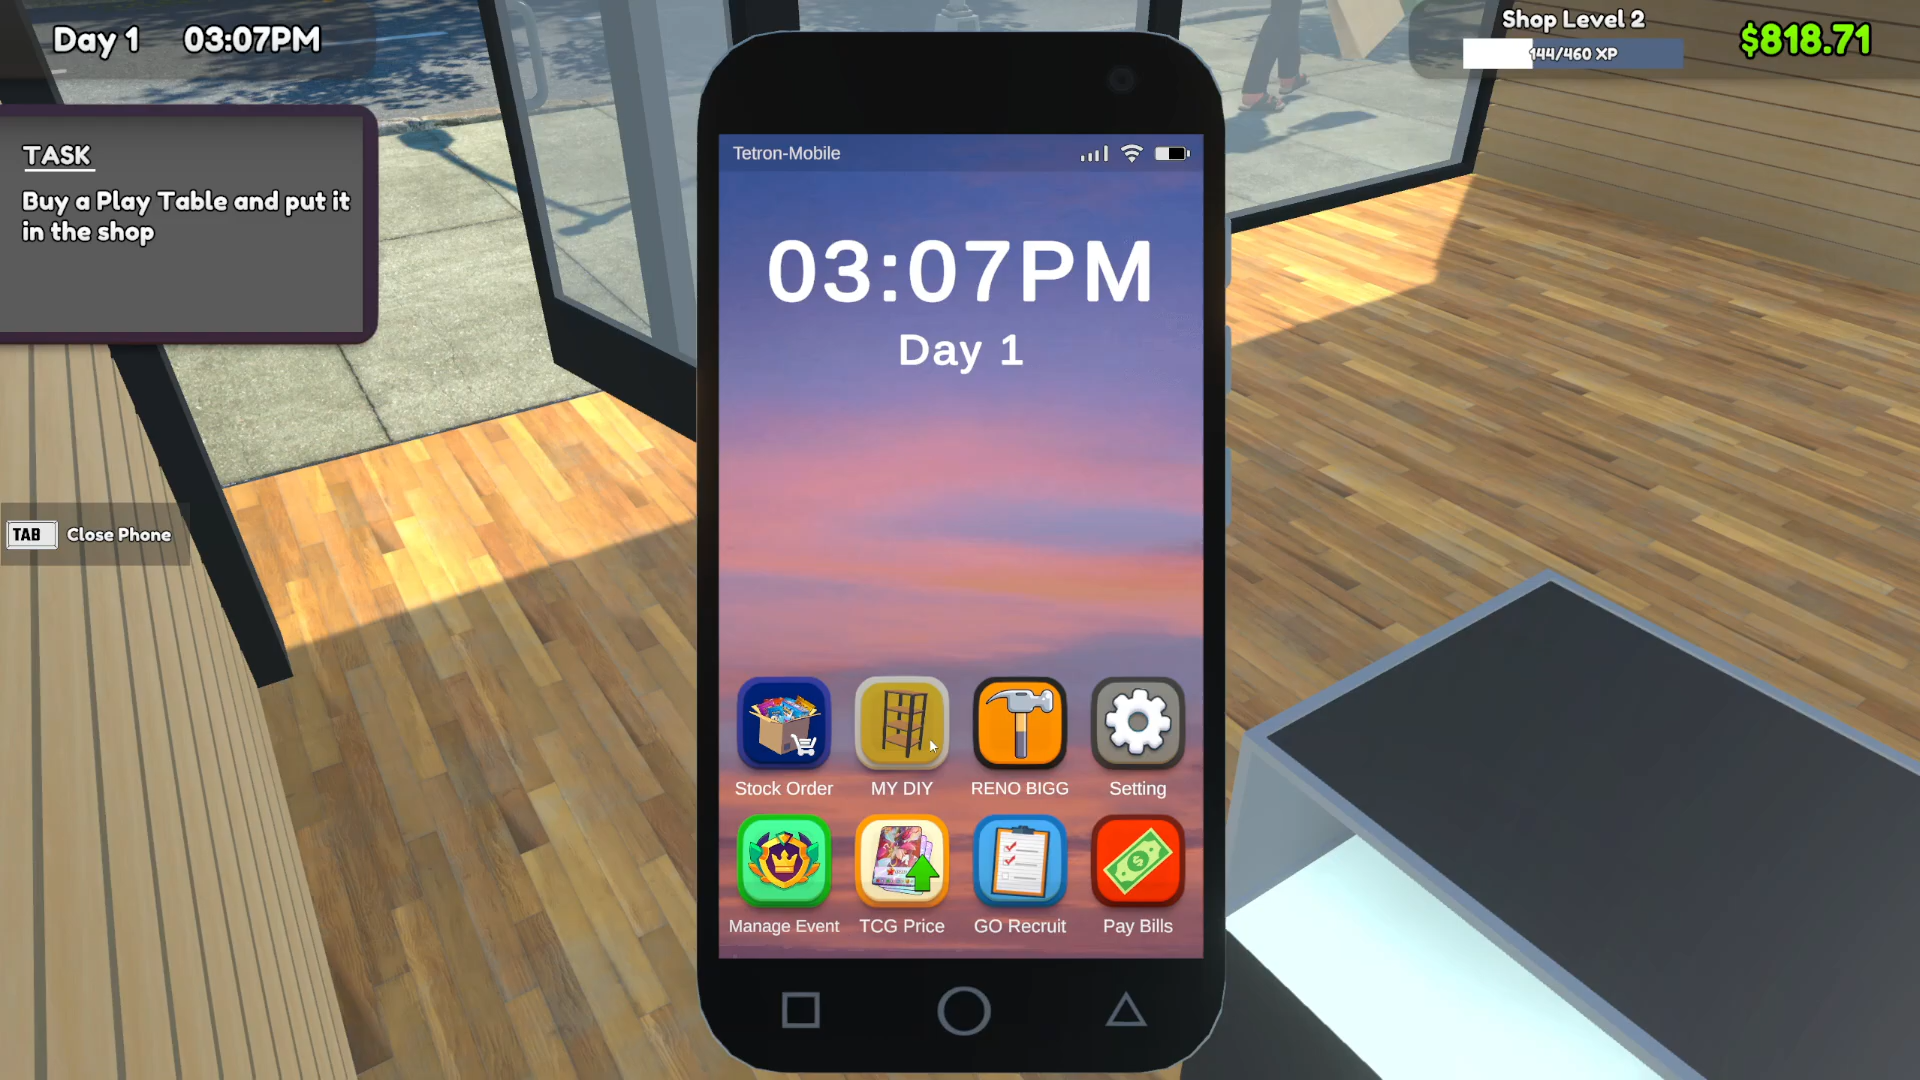 Day 1 03:07PM
Shop Level 2
144/460 XP
$818.71
TASK
Buy a Play Table and put it
in the shop
TAB Close Phone
Tetron-Mobile
03:07PM
Day 1
Stock Order MY DIY RENO BIGG Setting
Manage Event TCG Price GO Recruit Pay Bills